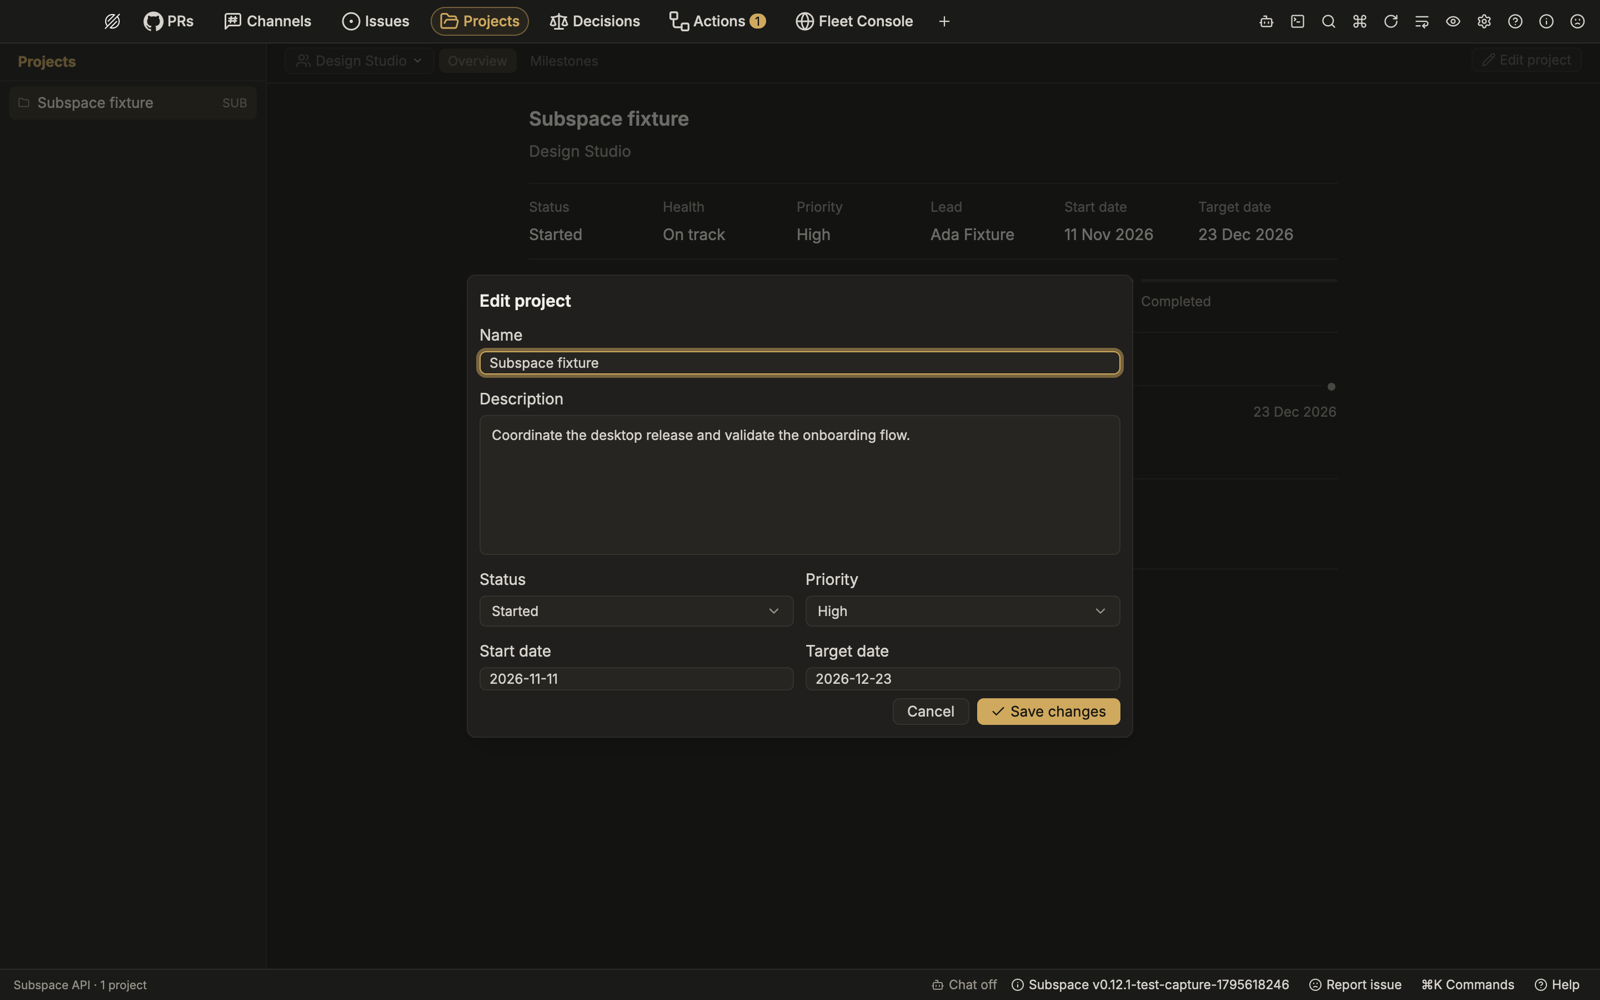 PRs
Channels
Issues
Projects
Decisions
Actions 1
Fleet Console
Projects
Design Studio
Overview
Milestones
Edit project
Subspace fixture
SUB
Subspace fixture
Design Studio
Status
Health
Priority
Lead
Start date
Target date
Started
On track
High
Ada Fixture
11 Nov 2026
23 Dec 2026
Completed
23 Dec 2026
Edit project
Name
Subspace fixture
Description
Coordinate the desktop release and validate the onboarding flow.
Status
Priority
Started
High
Start date
Target date
2026-11-11
2026-12-23
Cancel
Save changes
Subspace API · 1 project
Chat off
Subspace v0.12.1-test-capture-1795618246
Report issue
⌘K Commands
Help